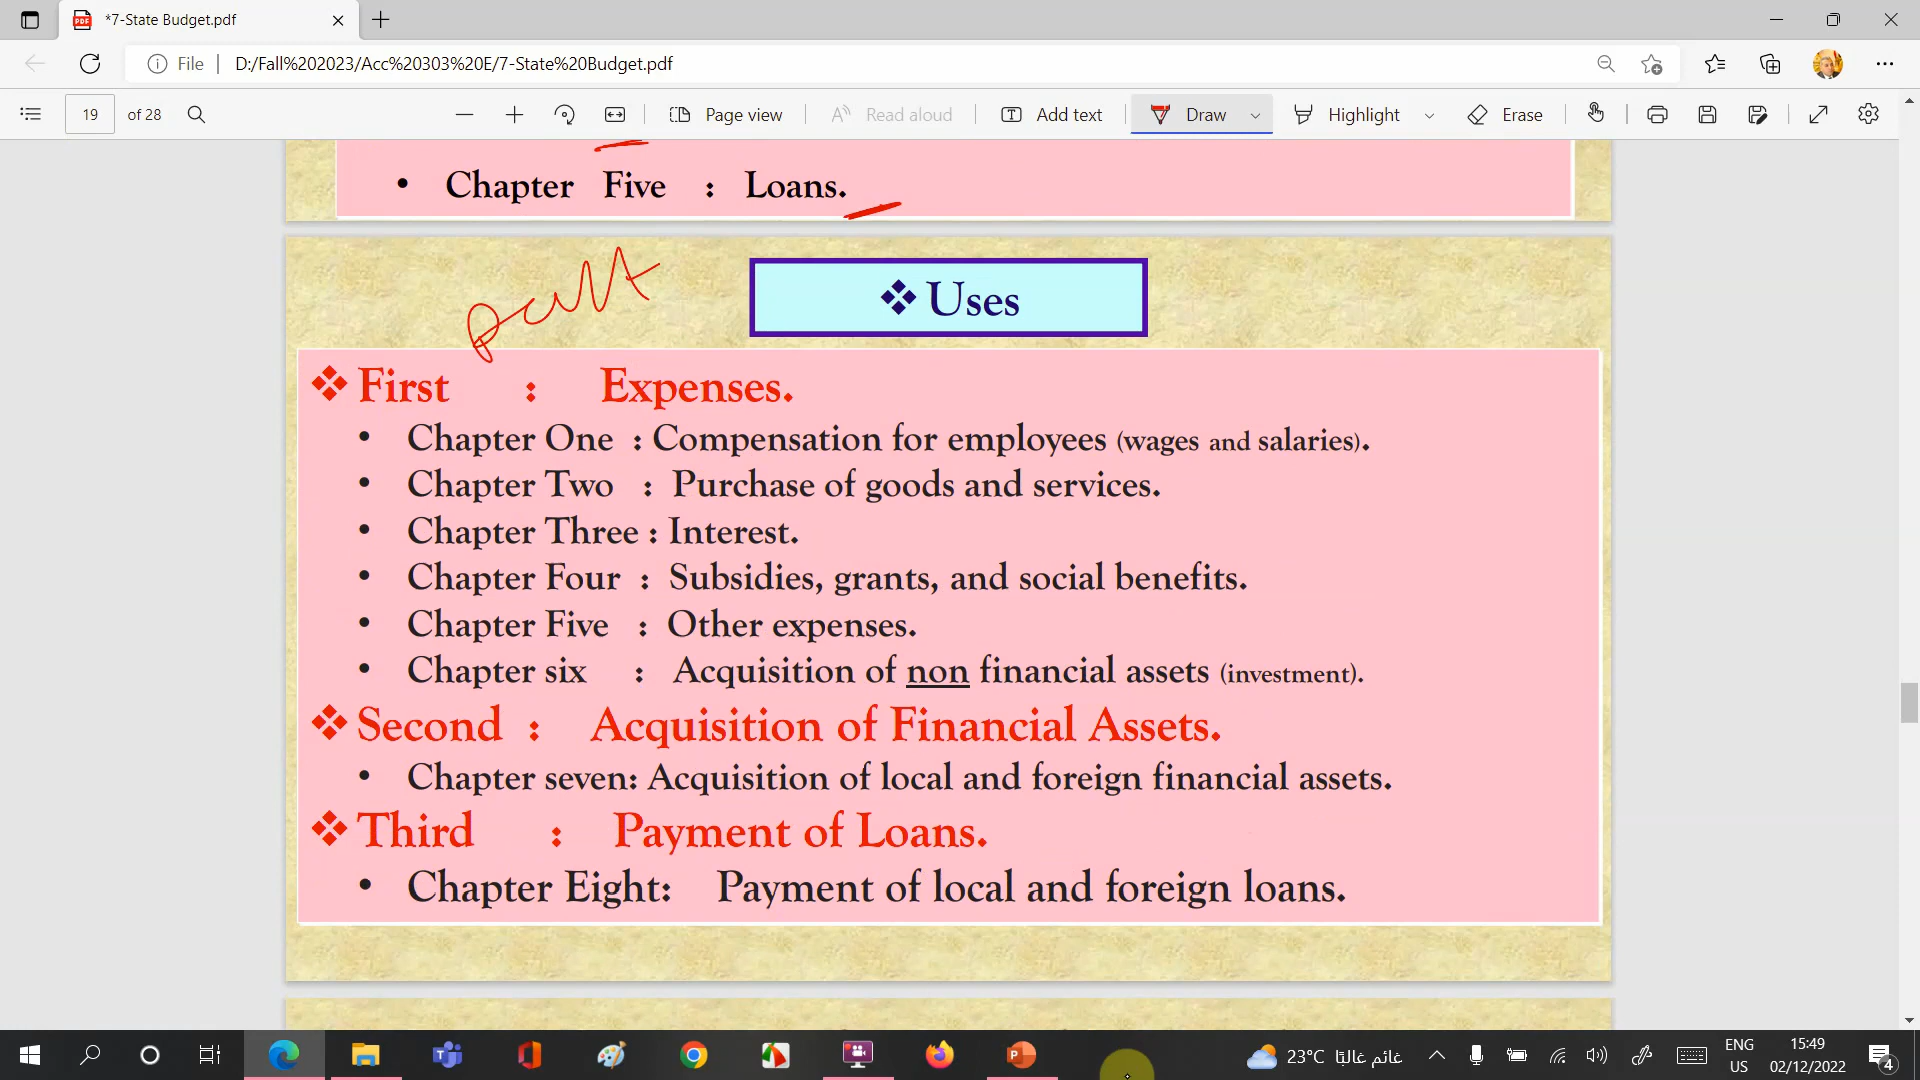 *7-State Budget.pdf
File
D:/Fall%202023/Acc%20303%20E/7-State%20Budget.pdf
19 of 28
Page view
Read aloud
Add text
Draw
Highlight
Erase
• Chapter Five : Loans.
❖ Uses
❖ First : Expenses.
• Chapter One : Compensation for employees (wages and salaries).
• Chapter Two : Purchase of goods and services.
• Chapter Three : Interest.
• Chapter Four : Subsidies, grants, and social benefits.
• Chapter Five : Other expenses.
• Chapter six : Acquisition of non financial assets (investment).
❖ Second : Acquisition of Financial Assets.
• Chapter seven: Acquisition of local and foreign financial assets.
❖ Third : Payment of Loans.
• Chapter Eight: Payment of local and foreign loans.
23°C غائم غالبًا
ENG
US
15:49
02/12/2022
4